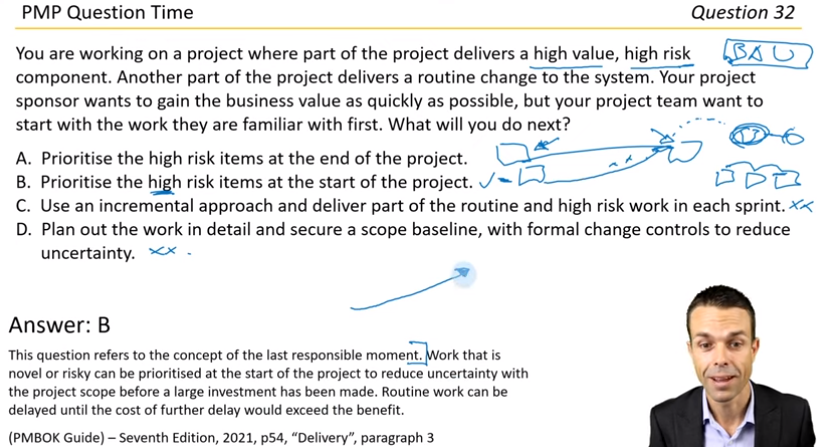 PMP Question Time
Question 32
You are working on a project where part of the project delivers a high value, high risk
BAU
component. Another part of the project delivers a routine change to the system. Your project
sponsor wants to gain the business value as quickly as possible, but your project team want to
start with the work they are familiar with first. What will you do next?
A. Prioritise the high risk items at the end of the project.
B. Prioritise the high risk items at the start of the project.
C. Use an incremental approach and deliver part of the routine and high risk work in each sprint.
D. Plan out the work in detail and secure a scope baseline, with formal change controls to reduce
uncertainty.
Answer: B
This question refers to the concept of the last responsible moment. Work that is
novel or risky can be prioritised at the start of the project to reduce uncertainty with
the project scope before a large investment has been made. Routine work can be
delayed until the cost of further delay would exceed the benefit.
(PMBOK Guide) – Seventh Edition, 2021, p54, “Delivery”, paragraph 3